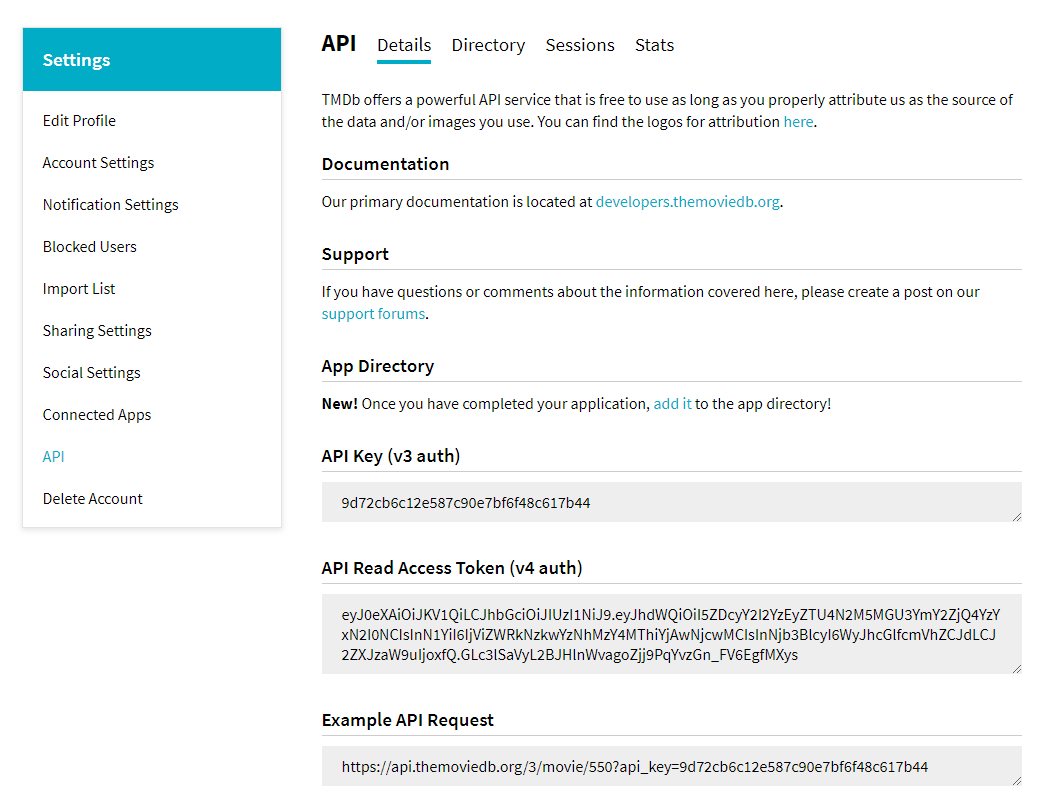 Settings
Edit Profile
Account Settings
Notification Settings
Blocked Users
Import List
Sharing Settings
Social Settings
Connected Apps
API
Delete Account
API Details Directory Sessions Stats
TMDb offers a powerful API service that is free to use as long as you properly attribute us as the source of
the data and/or images you use. You can find the logos for attribution here.
Documentation
Our primary documentation is located at developers.themoviedb.org.
Support
If you have questions or comments about the information covered here, please create a post on our
support forums.
App Directory
New! Once you have completed your application, add it to the app directory!
API Key (v3 auth)
9d72cb6c12e587c90e7bf6f48c617b44
API Read Access Token (v4 auth)
eyJ0eXAiOiJKV1QiLCJhbGciOiJIUzI1NiJ9.eyJhdWQiOiI5ZDcyY2I2YzEyZTU4N2M5MGU3YmY2ZjQ4YzY
xN2I0NCIsInN1YiI6IjViZWRkNzkwYzNhMzY4MThiYjAwNjcwMCIsInNjb3BlcyI6WyJhcGlfcmVhZCJdLCJ
2ZXJzaW9uIjoxfQ.GLc3lSaVyL2BJHlnWvagoZjj9PqYvzGn_FV6EgfMXys
Example API Request
https://api.themoviedb.org/3/movie/550?api_key=9d72cb6c12e587c90e7bf6f48c617b44